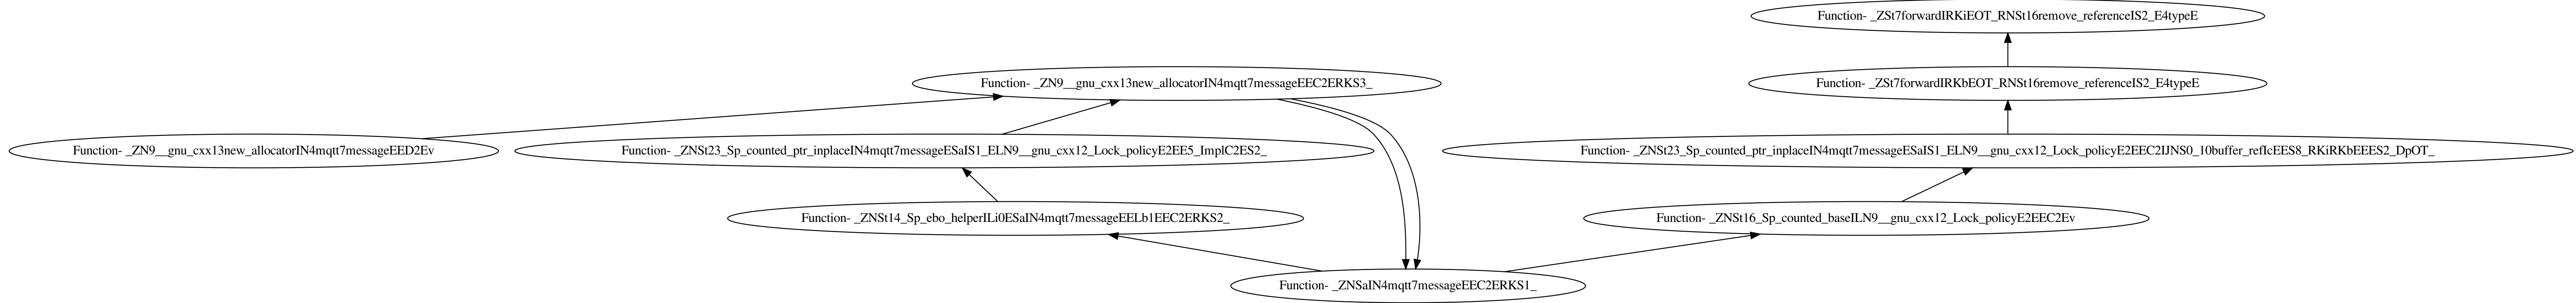 Function- _ZSt7forwardIRKiEOT_RNSt16remove_referenceIS2_E4typeE
Function- _ZN9__gnu_cxx13new_allocatorIN4mqtt7messageEEC2ERKS3_
Function- _ZSt7forwardIRKbEOT_RNSt16remove_referenceIS2_E4typeE
Function- _ZN9__gnu_cxx13new_allocatorIN4mqtt7messageEED2Ev
Function- _ZNSt23_Sp_counted_ptr_inplaceIN4mqtt7messageESaIS1_ELN9__gnu_cxx12_Lock_policyE2EE5_ImplC2ES2_
Function- _ZNSt23_Sp_counted_ptr_inplaceIN4mqtt7messageESaIS1_ELN9__gnu_cxx12_Lock_policyE2EEC2IJNS0_10buffer_refIcEES8_RKiRKbEEES2_DpOT_
Function- _ZNSt14_Sp_ebo_helperILi0ESaIN4mqtt7messageEELb1EEC2ERKS2_
Function- _ZNSt16_Sp_counted_baseILN9__gnu_cxx12_Lock_policyE2EEC2Ev
Function- _ZNSaIN4mqtt7messageEEC2ERKS1_